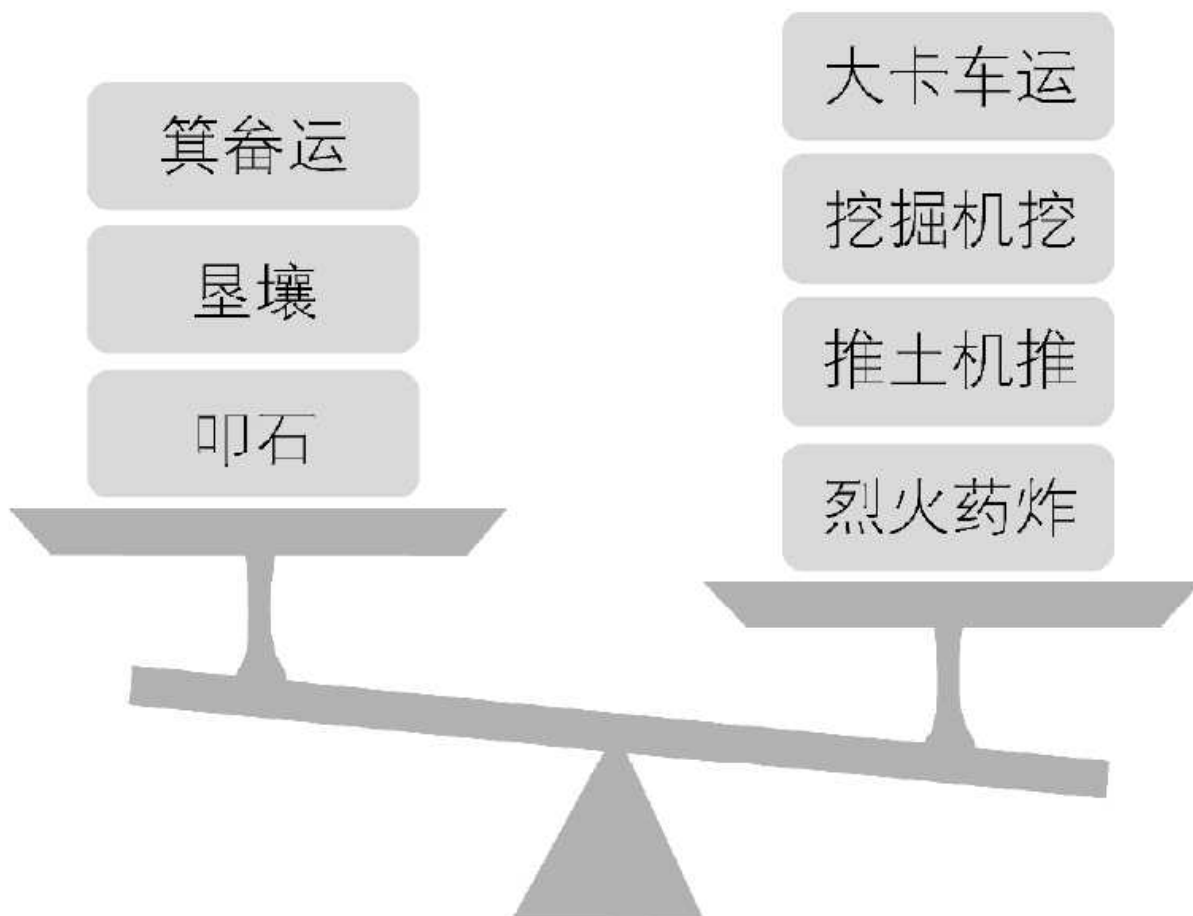 箕畚运
垦壤
叩石
大卡车运
挖掘机挖
推土机推
烈火药炸